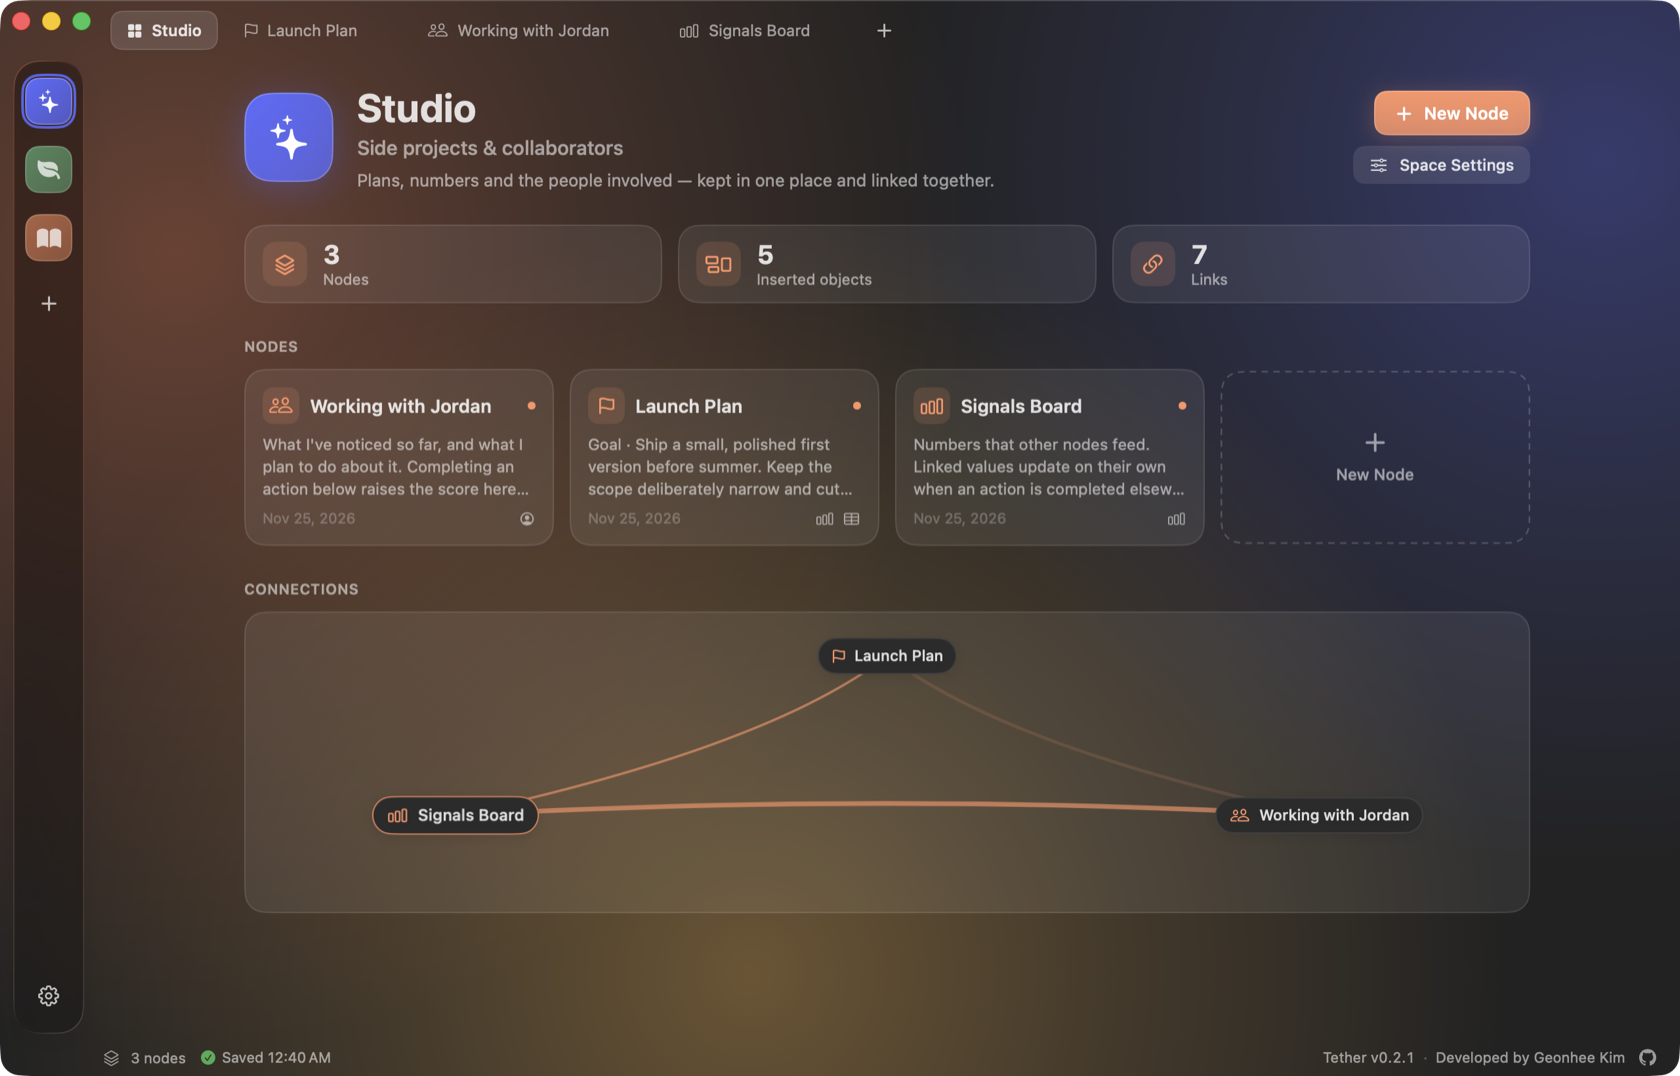 Studio
Launch Plan
Working with Jordan
Signals Board
Studio
Side projects & collaborators
Plans, numbers and the people involved — kept in one place and linked together.
New Node
Space Settings
3
Nodes
5
Inserted objects
7
Links
NODES
Working with Jordan
What I've noticed so far, and what I
plan to do about it. Completing an
action below raises the score here...
Nov 25, 2026
Launch Plan
Goal · Ship a small, polished first
version before summer. Keep the
scope deliberately narrow and cut...
Nov 25, 2026
Signals Board
Numbers that other nodes feed.
Linked values update on their own
when an action is completed elsew...
Nov 25, 2026
New Node
CONNECTIONS
Launch Plan
Signals Board
Working with Jordan
3 nodes
Saved 12:40 AM
Tether v0.2.1 · Developed by Geonhee Kim